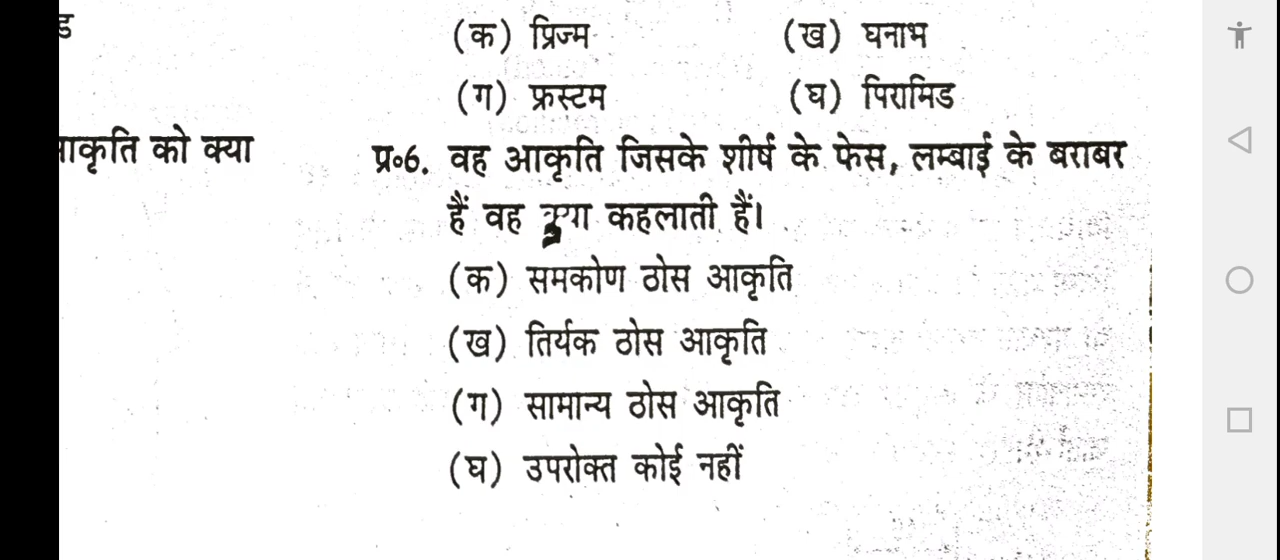 ड
(क) प्रिज्म (ख) घनाभ
(ग) फ्रस्टम (घ) पिरामिड
ाकृति को क्या
प्र०6. वह आकृति जिसके शीर्ष के फेस, लम्बाई के बराबर
हैं वह कहलाती हैं।
(क) समकोण ठोस आकृति
(ख) तिर्यक ठोस आकृति
(ग) सामान्य ठोस आकृति
(घ) उपरोक्त कोई नहीं